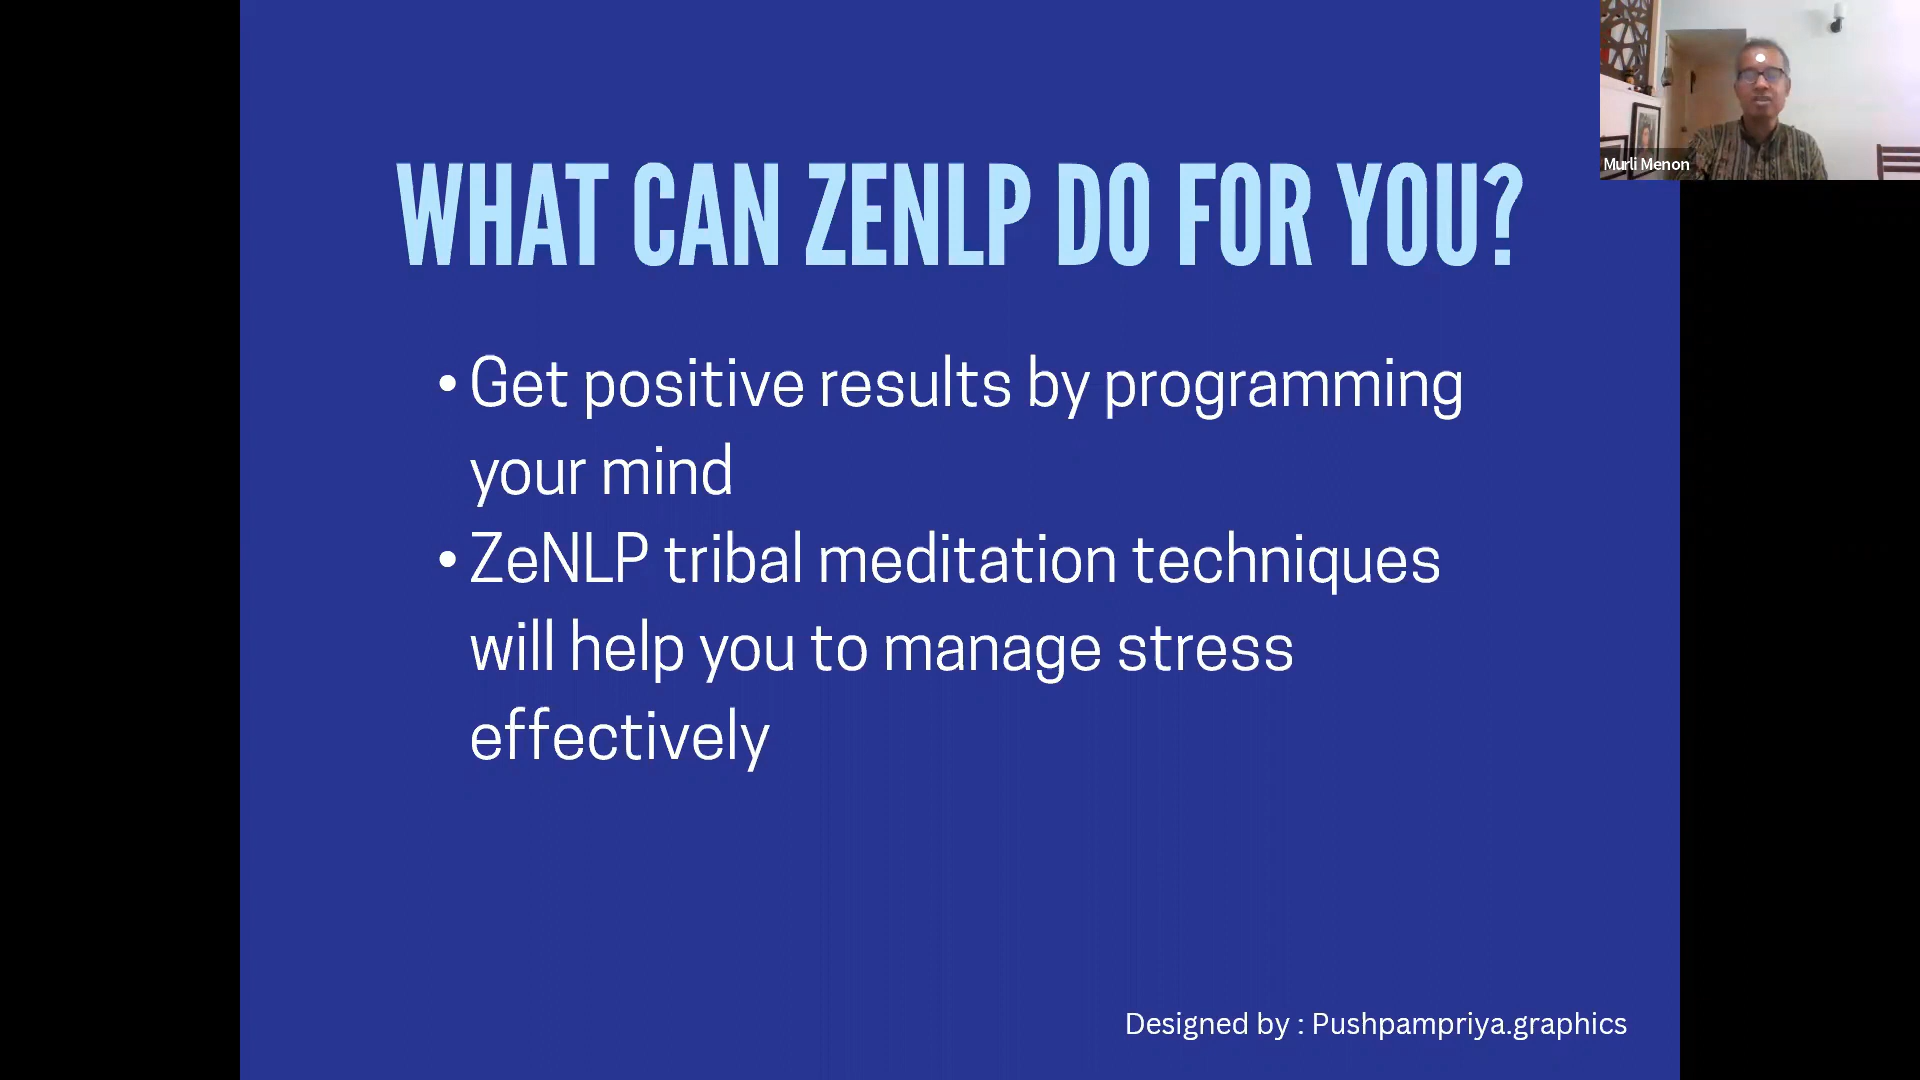 WHAT CAN ZENLP DO FOR YOU?
• Get positive results by programming
your mind
• ZeNLP tribal meditation techniques
will help you to manage stress
effectively
Murli Menon
Designed by : Pushpampriya.graphics